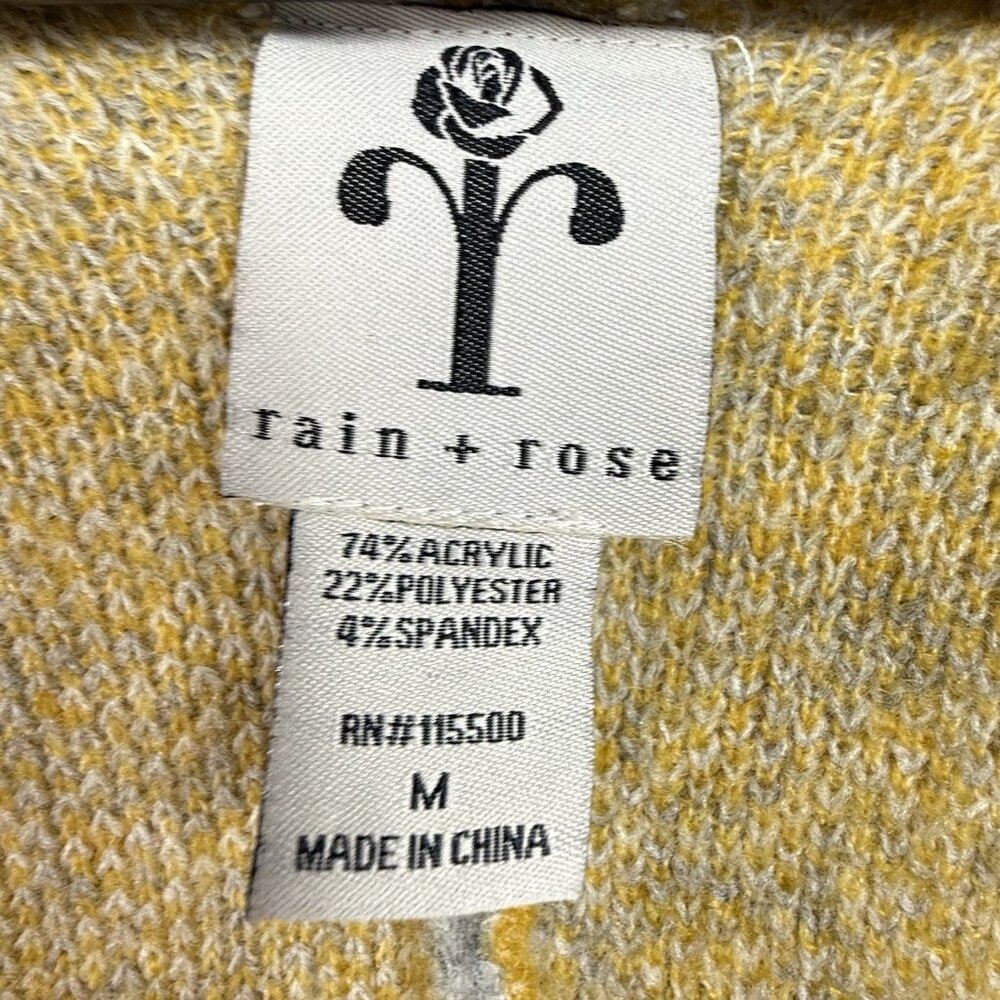 rain + rose
74%ACRYLIC
22%POLYESTER
4%SPANDEX
RN#115500
M
MADE IN CHINA